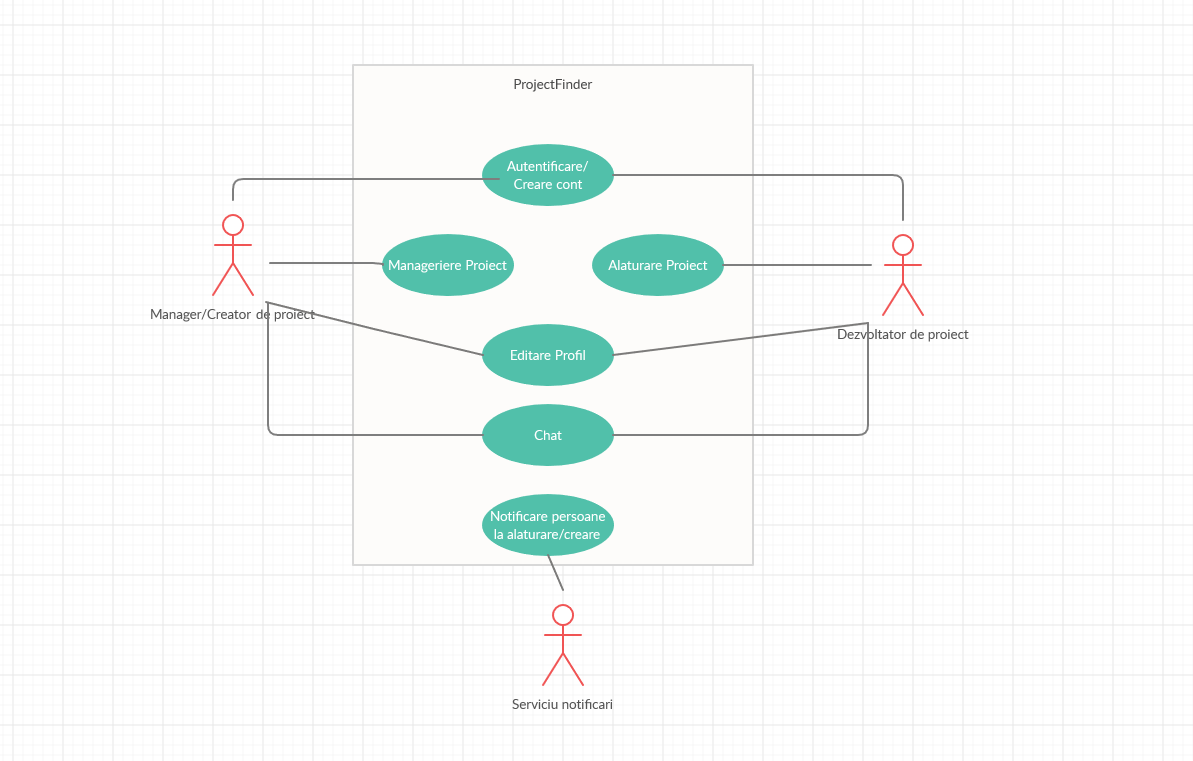 ProjectFinder
Autentificare/
Creare cont
Manageriere Proiect
Alaturare Proiect
Manager/Creator de proiect
Dezvoltator de proiect
Editare Profil
Chat
Notificare persoane
la alaturare/creare
Serviciu notificari